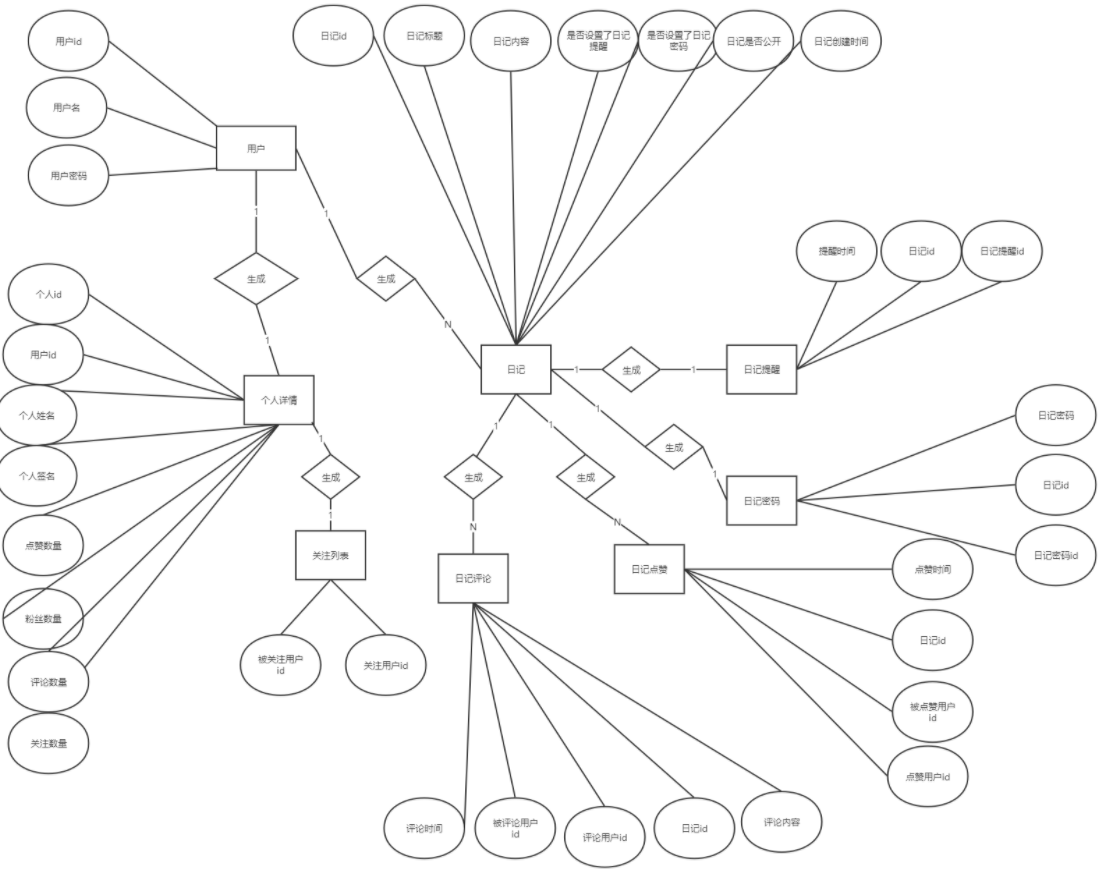 日记id
日记标题
日记内容
是否设置了日记
提醒
是否设置了日记
密码
日记是否公开
日记创建时间
用户id
用户名
用户密码
用户
1
1
生成
生成
N
1
提醒时间
日记id
日记提醒id
个人id
用户id
个人姓名
个人签名
点赞数量
粉丝数量
评论数量
关注数量
个人详情
1
生成
1
关注列表
被关注用户
id
关注用户id
日记
1
生成
1
日记提醒
1
生成
1
日记密码
日记密码
日记id
日记密码id
1
生成
N
日记评论
1
生成
N
日记点赞
点赞时间
日记id
被点赞用户
id
点赞用户id
评论时间
被评论用户
id
评论用户id
日记id
评论内容